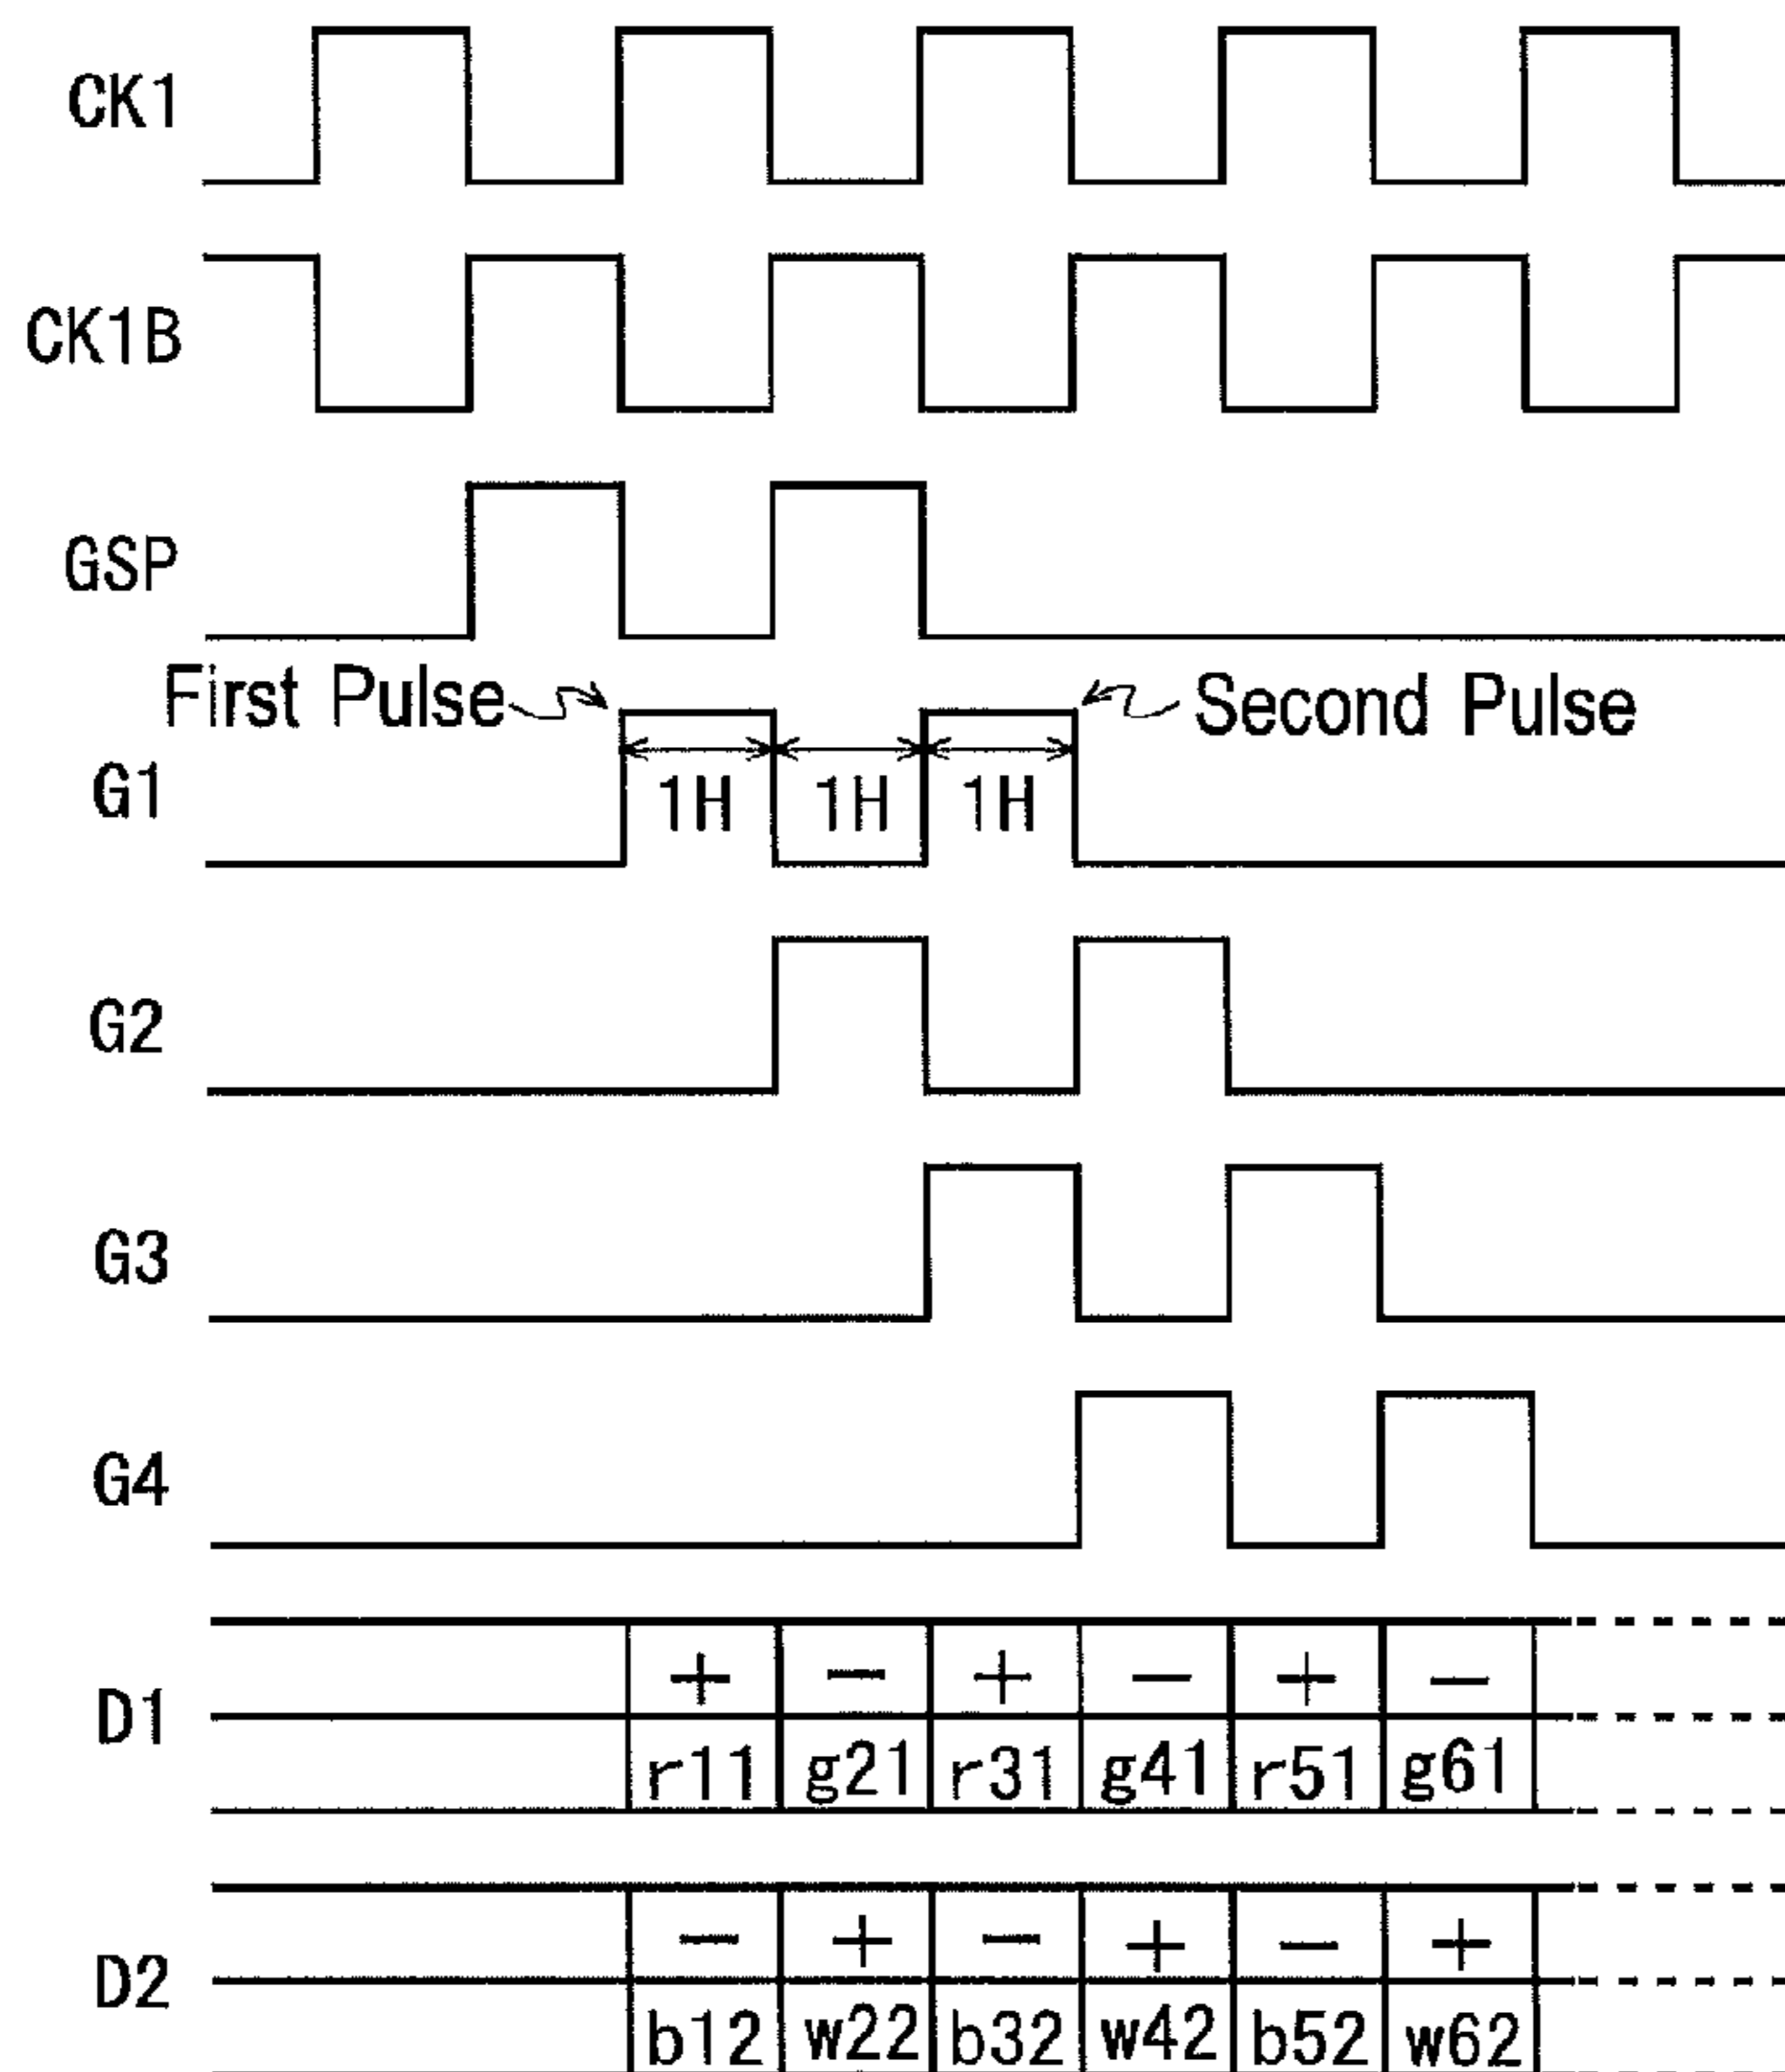 CK1
CK1B
GSP
First Pulse Second Pulse
G1 1H 1H 1H
G2
G3
G4
+ − + − + −
D1
r11 g21 r31 g41 r51 g61
− + − + − +
D2
b12 w22 b32 w42 b52 w62